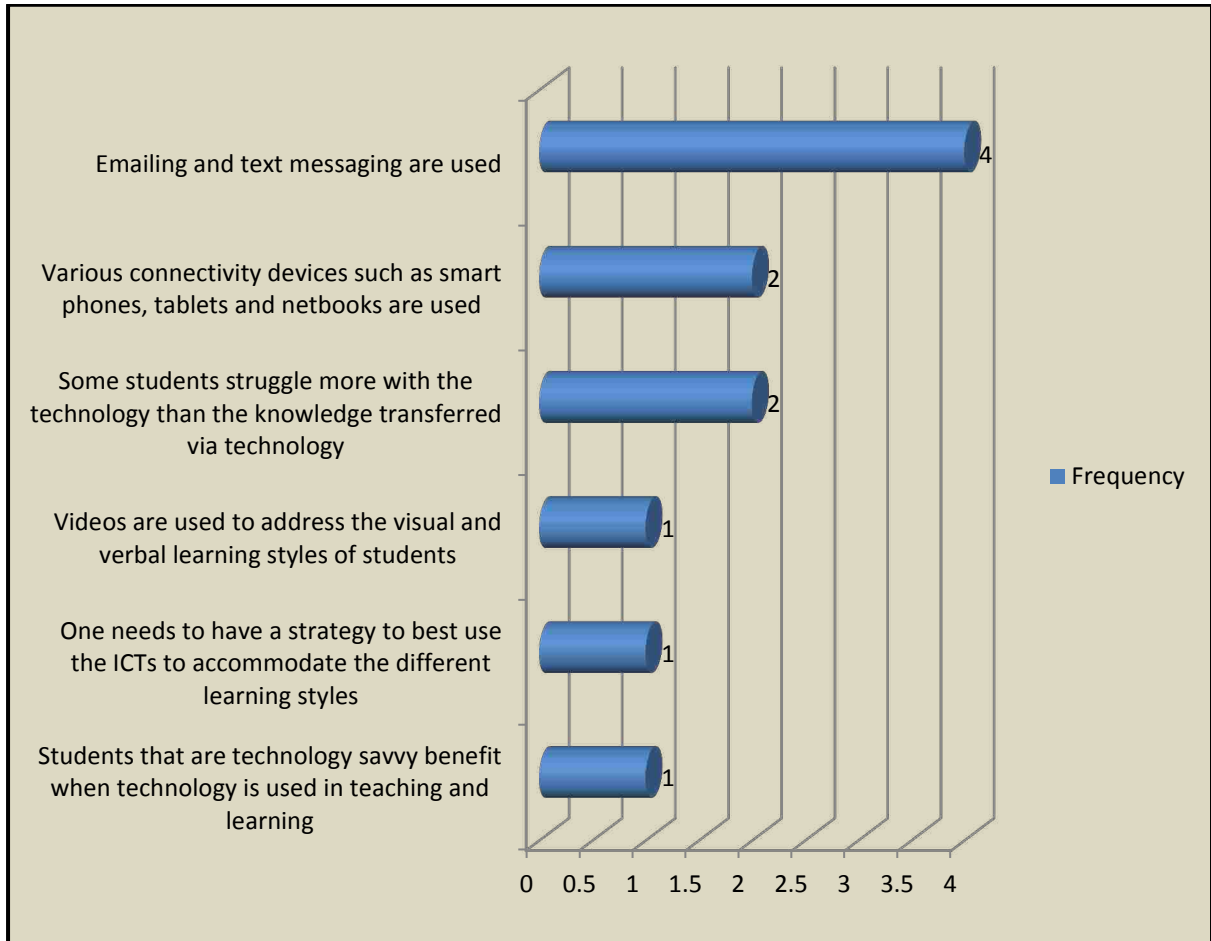 Emailing and text messaging are used
4
Various connectivity devices such as smart
phones, tablets and netbooks are used
2
Some students struggle more with the
technology than the knowledge transferred
via technology
2
Videos are used to address the visual and
verbal learning styles of students
1
One needs to have a strategy to best use
the ICTs to accommodate the different
learning styles
1
Students that are technology savvy benefit
when technology is used in teaching and
learning
1
0 0.5 1 1.5 2 2.5 3 3.5 4
Frequency